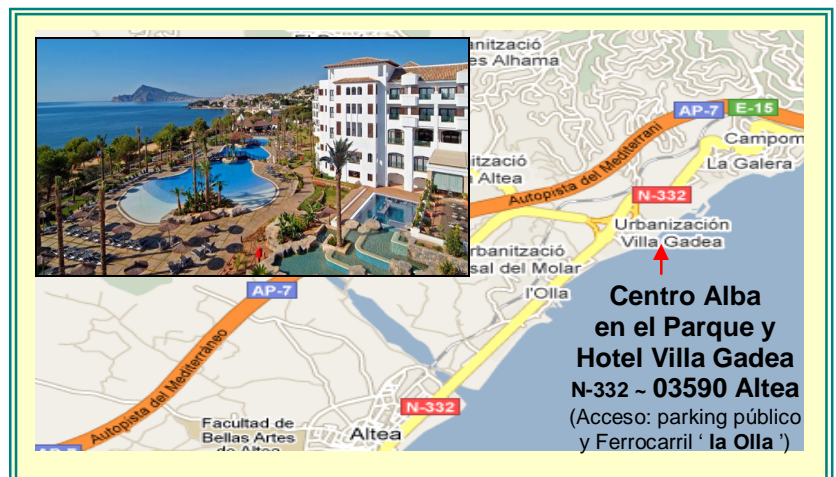 anització
es Alhama
AP-7
E-15
Campom
La Galera
ització
Altea
Autopista del Mediterrani
N-332
Urbanización
Villa Gadea
rbanització
sal del Molar
l'Olla
AP-7
Centro Alba
en el Parque y
Hotel Villa Gadea
N-332 ~ 03590 Altea
(Acceso: parking público
y Ferrocarril ‘ la Olla ’)
Autopista del Mediterráneo
N-332
Facultad de
Bellas Artes
de Altea
Altea